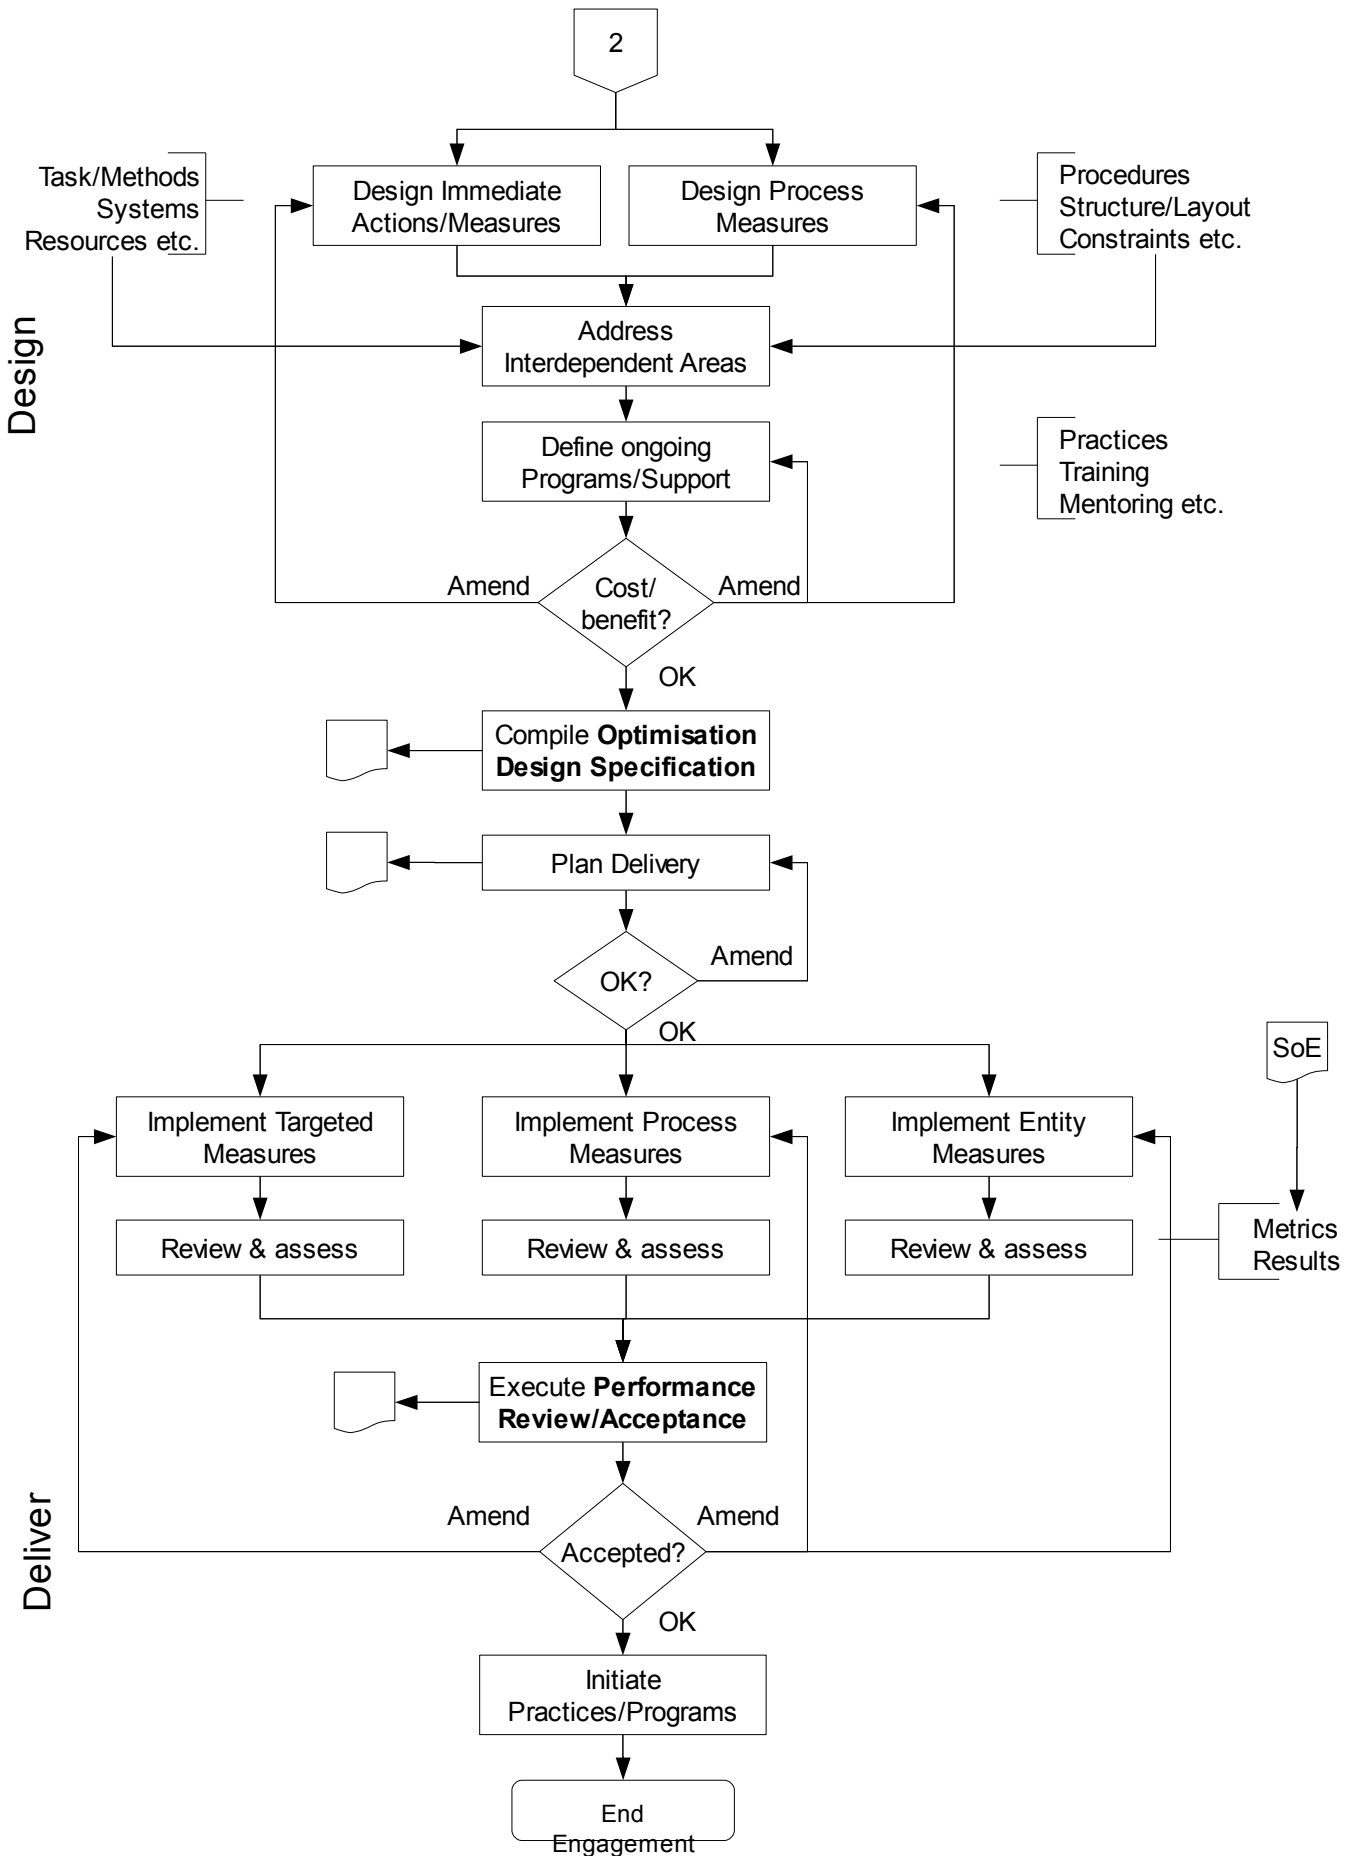 2
Task/Methods
Systems
Resources etc.
Design Immediate
Actions/Measures
Design Process
Measures
Procedures
Structure/Layout
Constraints etc.
Design
Address
Interdependent Areas
Define ongoing
Programs/Support
Practices
Training
Mentoring etc.
Amend
Cost/
benefit?
Amend
OK
Compile Optimisation
Design Specification
Plan Delivery
OK?
Amend
OK
SoE
Implement Targeted
Measures
Implement Process
Measures
Implement Entity
Measures
Review & assess
Review & assess
Review & assess
Metrics
Results
Execute Performance
Review/Acceptance
Deliver
Amend
Accepted?
Amend
OK
Initiate
Practices/Programs
End
Engagement